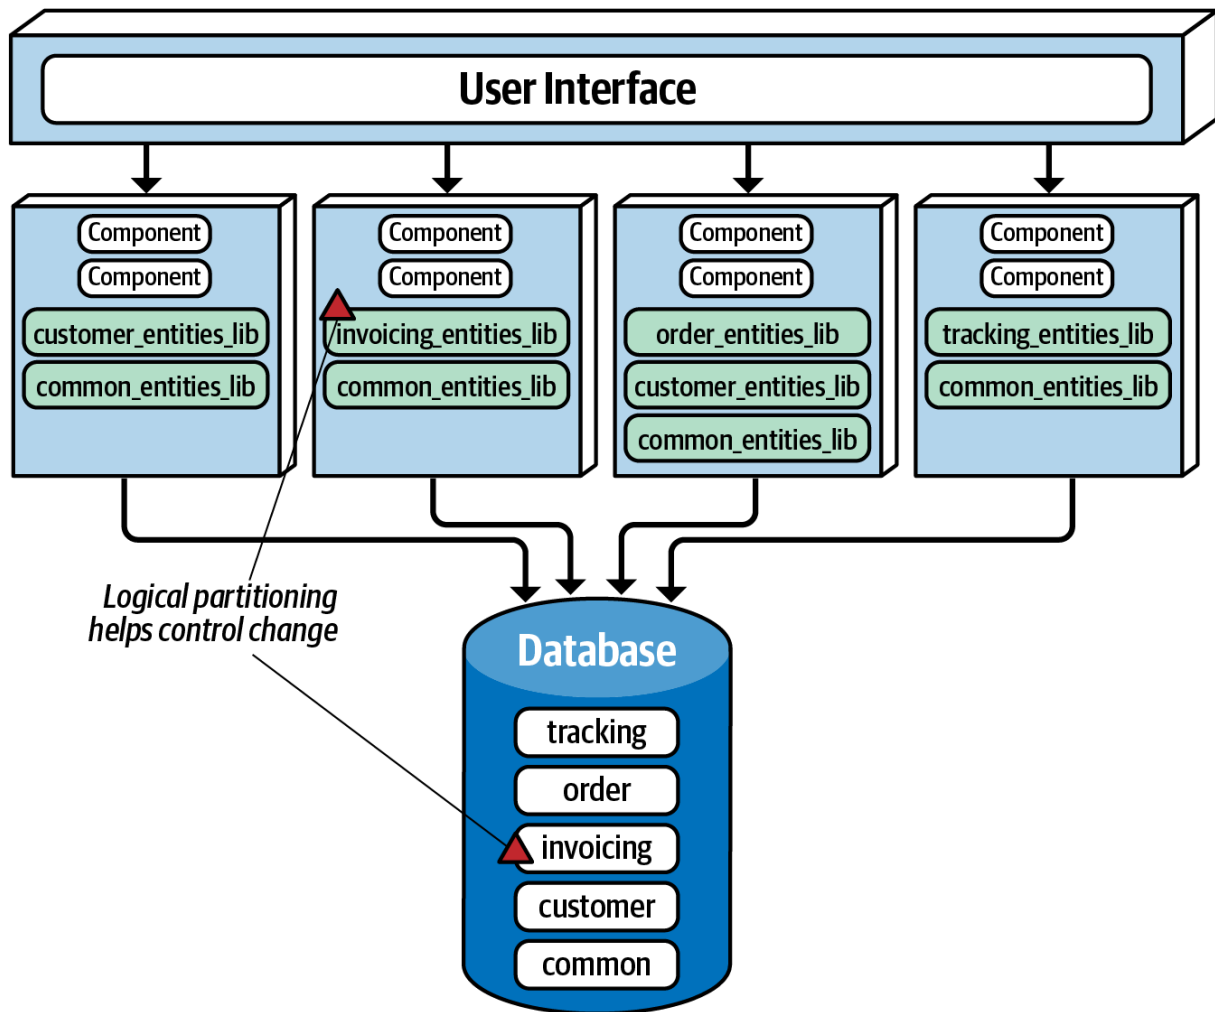 User Interface
Component
Component
customer_entities_lib
common_entities_lib
Component
Component
invoicing_entities_lib
common_entities_lib
Component
Component
order_entities_lib
customer_entities_lib
common_entities_lib
Component
Component
tracking_entities_lib
common_entities_lib
Logical partitioning
helps control change
Database
tracking
order
invoicing
customer
common